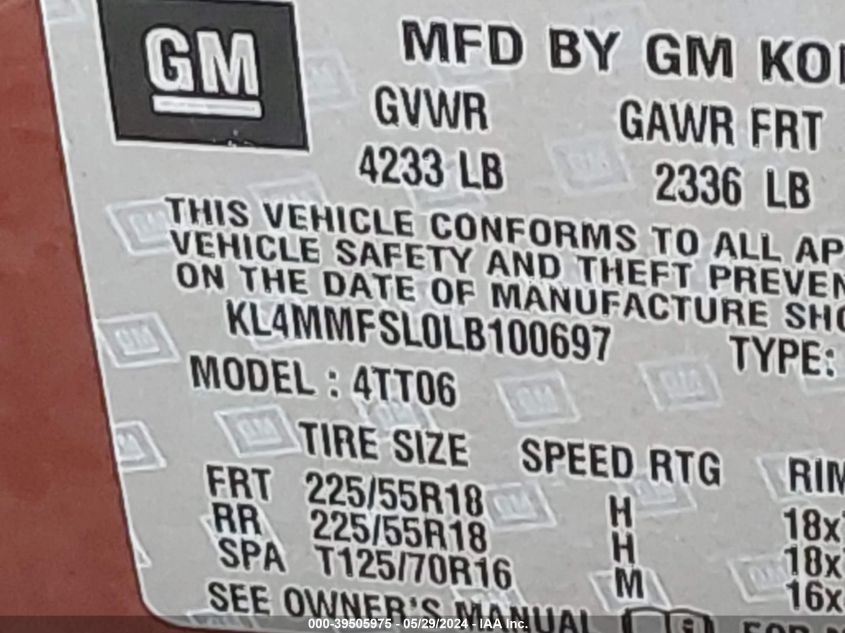 GM
MFD BY GM KO
GVWR GAWR FRT
4233 LB 2336 LB
THIS VEHICLE CONFORMS TO ALL AP
VEHICLE SAFETY AND THEFT PREVEN
ON THE DATE OF MANUFACTURE SHO
KL4MMFSL0LB100697 TYPE:
MODEL : 4TT06
TIRE SIZE SPEED RTG RIM
FRT 225/55R18 H 18x
RR 225/55R18 H 18x
SPA T125/70R16 M 16x
SEE OWNER'S MANUAL FOR
000-39505975 - 05/29/2024 - IAA Inc.